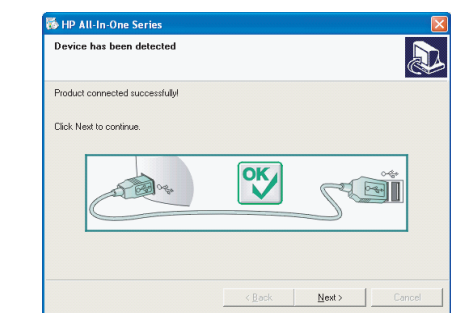 HP All-In-One Series
Device has been detected
Product connected successfully!
Click Next to continue.
OK
< Back Next > Cancel